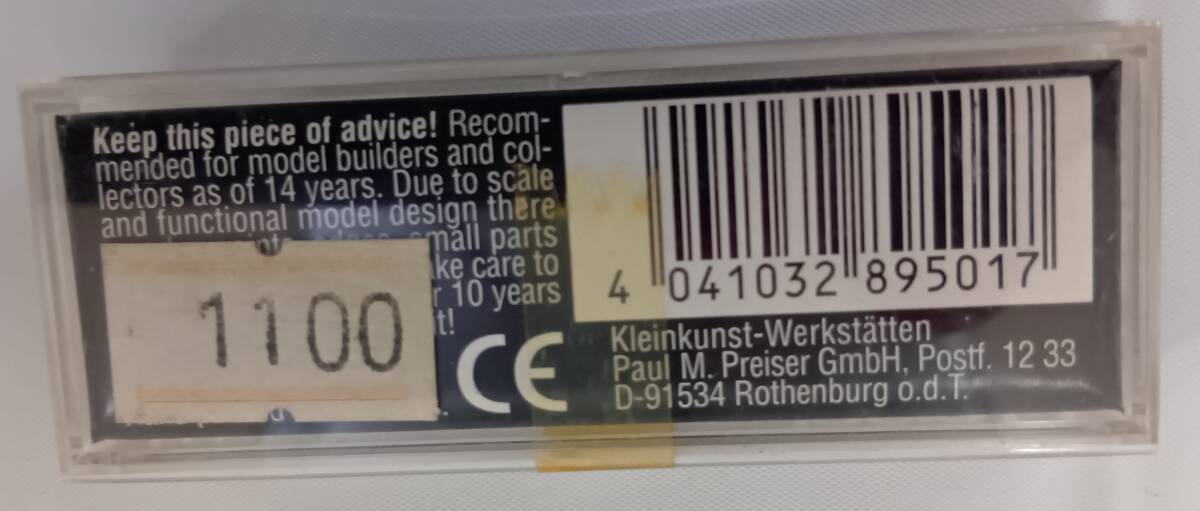 Keep this piece of advice! Recom-
mended for model builders and col-
lectors as of 14 years. Due to scale
and functional model design there
small parts
care to
10 years
1100
CE
4 041032 895017
Kleinkunst-Werkstätten
Paul M. Preiser GmbH, Postf. 12 33
D-91534 Rothenburg o.d.T.